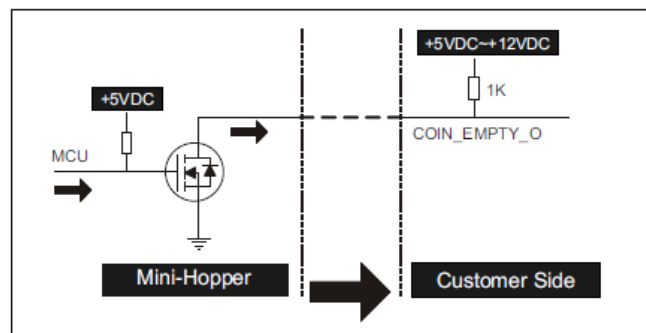 +5VDC~+12VDC
+5VDC
1K
MCU
COIN_EMPTY_O
Mini-Hopper
Customer Side